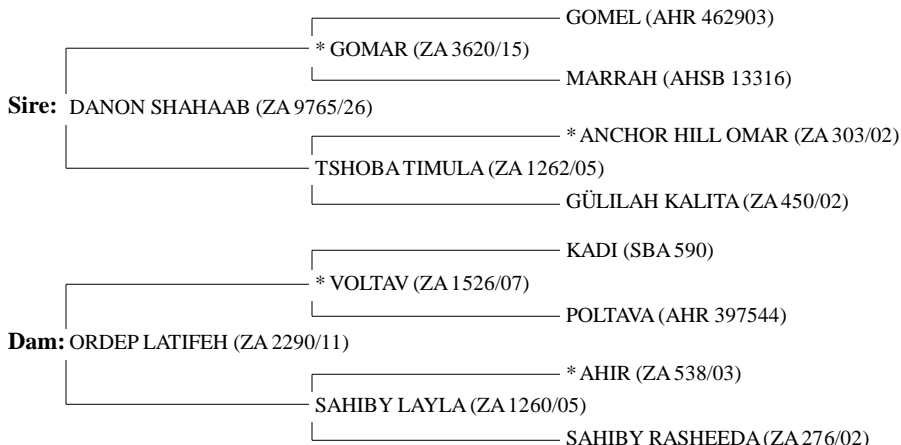 GOMEL (AHR 462903)
* GOMAR (ZA 3620/15)
MARRAH (AHSB 13316)
Sire: DANON SHAHAAB (ZA 9765/26)
* ANCHOR HILL OMAR (ZA 303/02)
TSHOBA TIMULA (ZA 1262/05)
GÜLILAH KALITA (ZA 450/02)
KADI (SBA 590)
* VOLTAV (ZA 1526/07)
POLTAVA (AHR 397544)
Dam: ORDEP LATIFEH (ZA 2290/11)
* AHIR (ZA 538/03)
SAHIBY LAYLA (ZA 1260/05)
SAHIBY RASHEEDA (ZA 276/02)